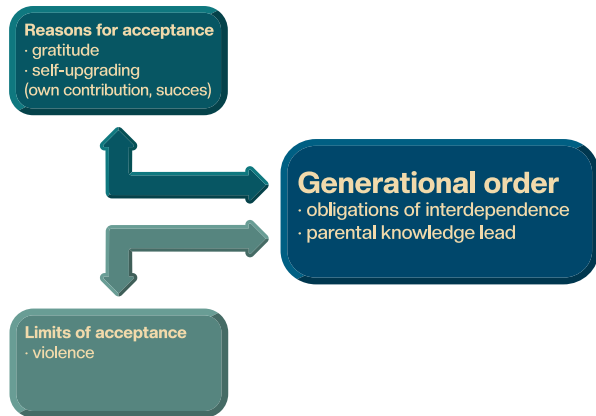 Reasons for acceptance
· gratitude
· self-upgrading
(own contribution, succes)
Generational order
· obligations of interdependence
· parental knowledge lead
Limits of acceptance
· violence